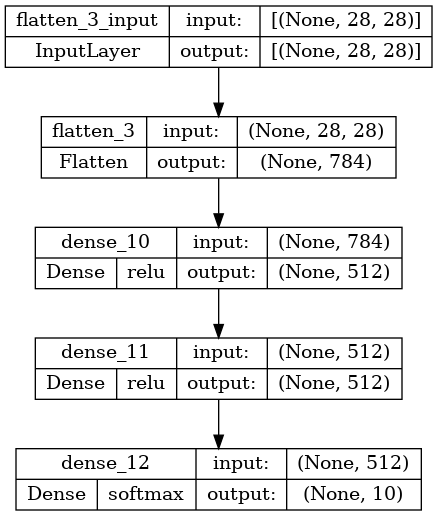 flatten_3_input input: [(None, 28, 28)]
InputLayer output: [(None, 28, 28)]
flatten_3 input: (None, 28, 28)
Flatten output: (None, 784)
dense_10 input: (None, 784)
Dense relu output: (None, 512)
dense_11 input: (None, 512)
Dense relu output: (None, 512)
dense_12 input: (None, 512)
Dense softmax output: (None, 10)